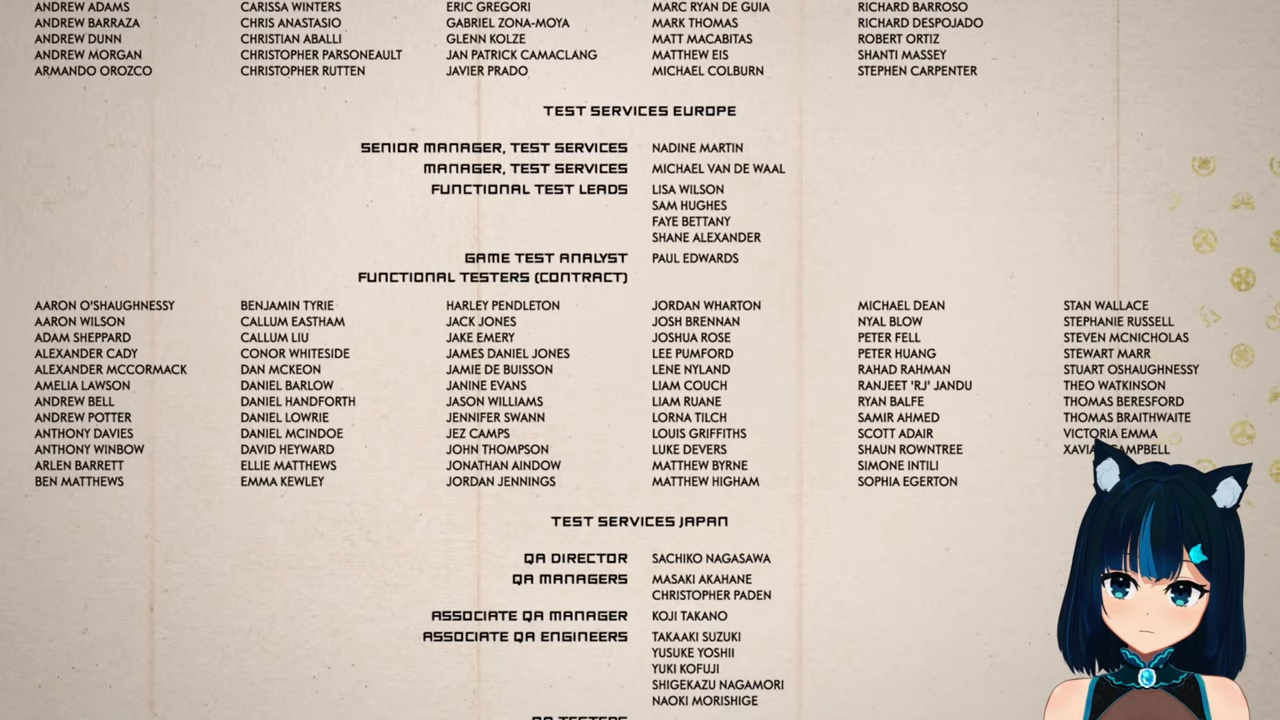 ANDREW ADAMS CARISSA WINTERS ERIC GREGORI MARC RYAN DE GUIA RICHARD BARROSO
ANDREW BARRAZA CHRIS ANASTASIO GABRIEL ZONA-MOYA MARK THOMAS RICHARD DESPOJADO
ANDREW DUNN CHRISTIAN ABALLI GLENN KOLZE MATT MACABITAS ROBERT ORTIZ
ANDREW MORGAN CHRISTOPHER PARSONEAULT JAN PATRICK CAMACLANG MATTHEW EIS SHANTI MASSEY
ARMANDO OROZCO CHRISTOPHER RUTTEN JAVIER PRADO MICHAEL COLBURN STEPHEN CARPENTER
TEST SERVICES EUROPE
SENIOR MANAGER, TEST SERVICES NADINE MARTIN
MANAGER, TEST SERVICES MICHAEL VAN DE WAAL
FUNCTIONAL TEST LEADS LISA WILSON
SAM HUGHES
FAYE BETTANY
SHANE ALEXANDER
GAME TEST ANALYST PAUL EDWARDS
FUNCTIONAL TESTERS (CONTRACT)
AARON O'SHAUGHNESSY BENJAMIN TYRIE HARLEY PENDLETON JORDAN WHARTON MICHAEL DEAN STAN WALLACE
AARON WILSON CALLUM EASTHAM JACK JONES JOSH BRENNAN NYAL BLOW STEPHANIE RUSSELL
ADAM SHEPPARD CALLUM LIU JAKE EMERY JOSHUA ROSE PETER FELL STEVEN MCNICHOLAS
ALEXANDER CADY CONOR WHITESIDE JAMES DANIEL JONES LEE PUMFORD PETER HUANG STEWART MARR
ALEXANDER MCCORMACK DAN MCKEON JAMIE DE BUISSON LENE NYLAND RAHAD RAHMAN STUART OSHAUGHNESSY
AMELIA LAWSON DANIEL BARLOW JANINE EVANS LIAM COUCH RANJEET 'RJ' JANDU THEO WATKINSON
ANDREW BELL DANIEL HANDFORTH JASON WILLIAMS LIAM RUANE RYAN BALFE THOMAS BERESFORD
ANDREW POTTER DANIEL LOWRIE JENNIFER SWANN LORNA TILCH SAMIR AHMED THOMAS BRAITHWAITE
ANTHONY DAVIES DANIEL MCINDOE JEZ CAMPS LOUIS GRIFFITHS SCOTT ADAIR VICTORIA EMMA
ANTHONY WINBOW DAVID HEYWARD JOHN THOMPSON LUKE DEVERS SHAUN ROWNTREE CAMPBELL
ARLEN BARRETT ELLIE MATTHEWS JONATHAN AINDOW MATTHEW BYRNE SIMONE INTILI
BEN MATTHEWS EMMA KEWLEY JORDAN JENNINGS MATTHEW HIGHAM SOPHIA EGERTON
TEST SERVICES JAPAN
QA DIRECTOR SACHIKO NAGASAWA
QA MANAGERS MASAKI AKAHANE
CHRISTOPHER PADEN
ASSOCIATE QA MANAGER KOJI TAKANO
ASSOCIATE QA ENGINEERS TAKAAKI SUZUKI
YUSUKE YOSHII
YUKI KOFUJI
SHIGEKAZU NAGAMORI
NAOKI MORISHIGE